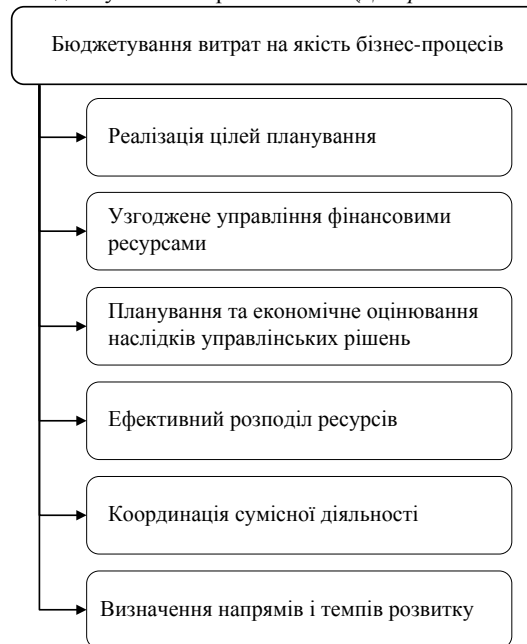 Бюджетування витрат на якість бізнес-процесів
Реалізація цілей планування
Узгоджене управління фінансовими
ресурсами
Планування та економічне оцінювання
наслідків управлінських рішень
Ефективний розподіл ресурсів
Координація сумісної діяльності
Визначення напрямів і темпів розвитку